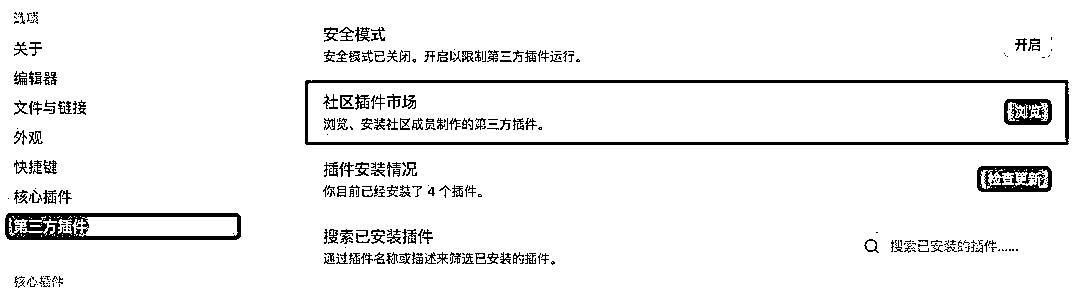 选项
关于
编辑器
文件与链接
外观
快捷键
核心插件
第三方插件
核心插件
安全模式
安全模式已关闭。开启以限制第三方插件运行。
开启
社区插件市场
浏览、安装社区成员制作的第三方插件。
浏览
插件安装情况
你目前已经安装了 4 个插件。
检查更新
搜索已安装插件
通过插件名称或描述来筛选已安装的插件。
搜索已安装的插件......